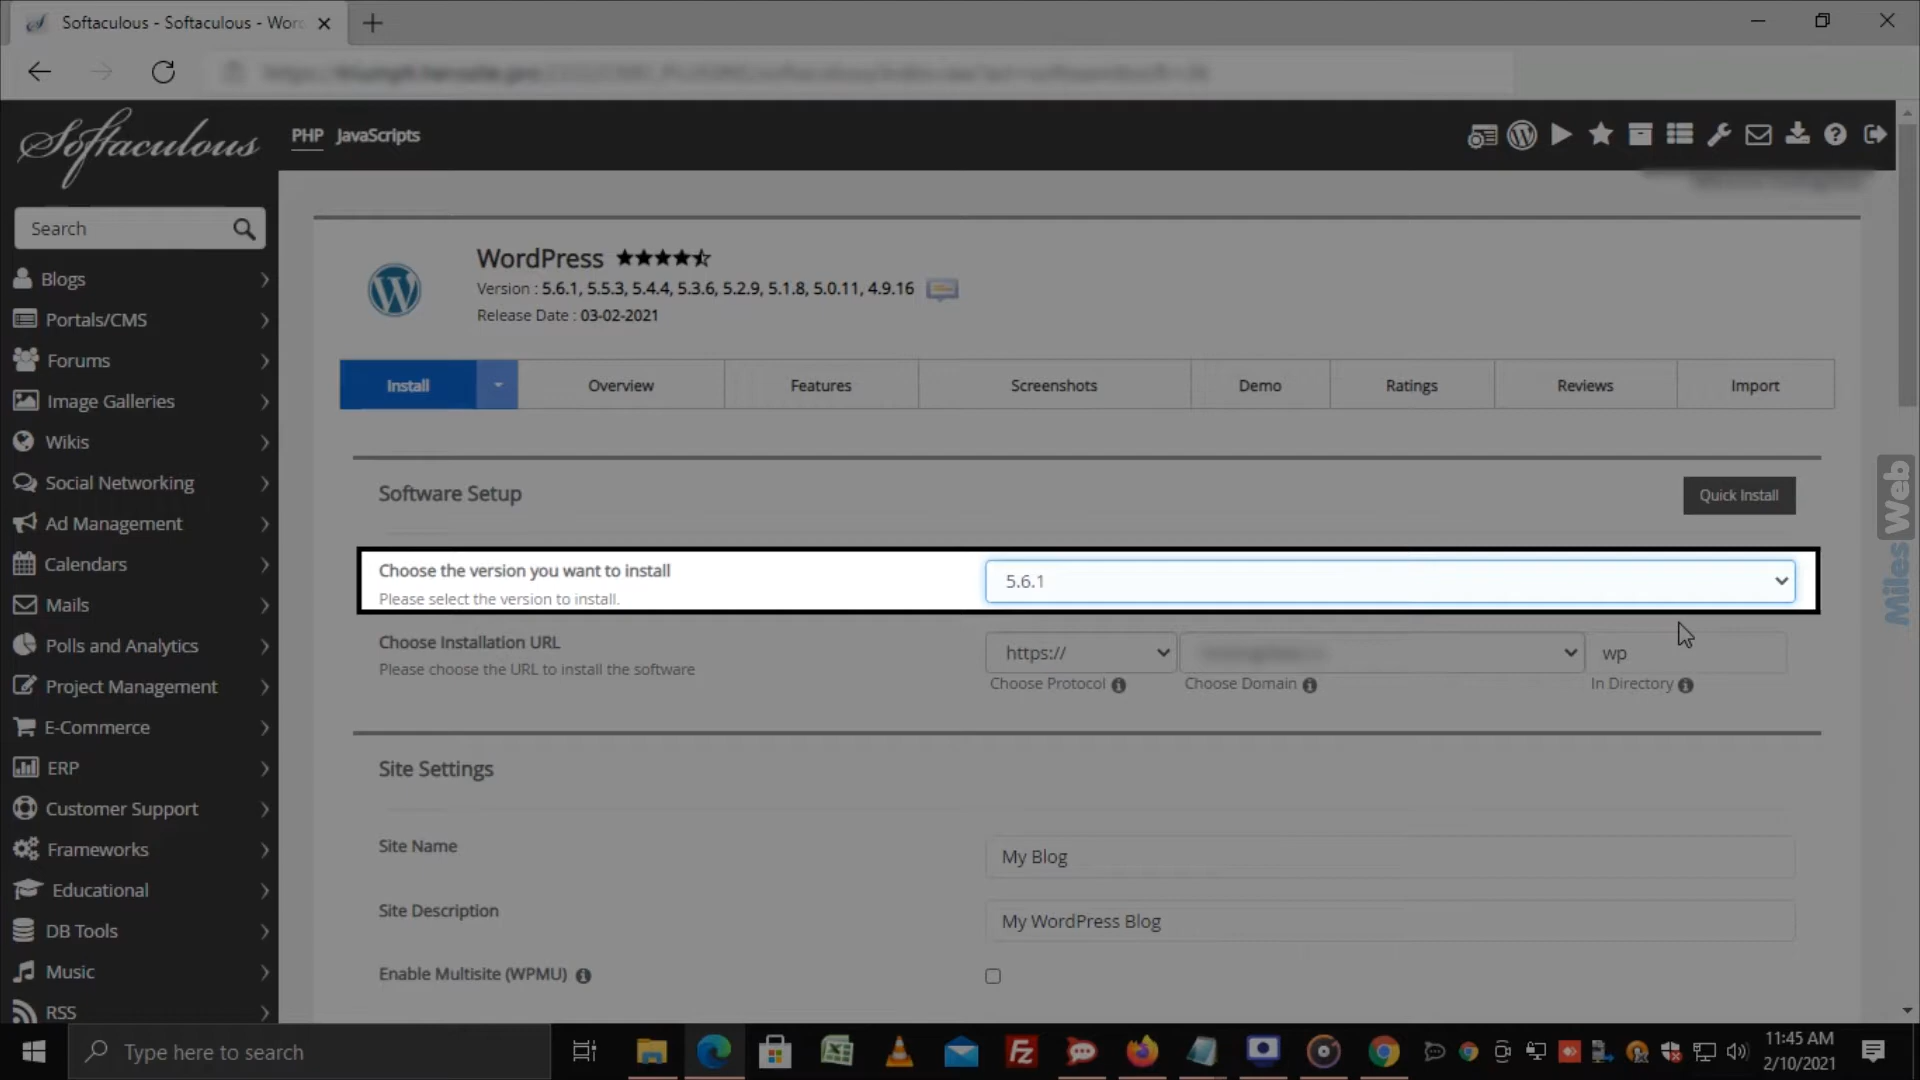 Softaculous - Softaculous - Word
Softaculous
PHP JavaScripts
Search
Blogs
Portals/CMS
Forums
Image Galleries
Wikis
Social Networking
Ad Management
Calendars
Mails
Polls and Analytics
Project Management
E-Commerce
ERP
Customer Support
Frameworks
Educational
DB Tools
Music
RSS
WordPress
Version : 5.6.1, 5.5.3, 5.4.4, 5.3.6, 5.2.9, 5.1.8, 5.0.11, 4.9.16
Release Date : 03-02-2021
Install Overview Features Screenshots Demo Ratings Reviews Import
Software Setup
Quick Install
Choose the version you want to install
Please select the version to install.
5.6.1
Choose Installation URL
Please choose the URL to install the software
https://
wp
Choose Protocol
Choose Domain
In Directory
Site Settings
Site Name
My Blog
Site Description
My WordPress Blog
Enable Multisite (WPMU)
MilesWeb
Type here to search
11:45 AM
2/10/2021